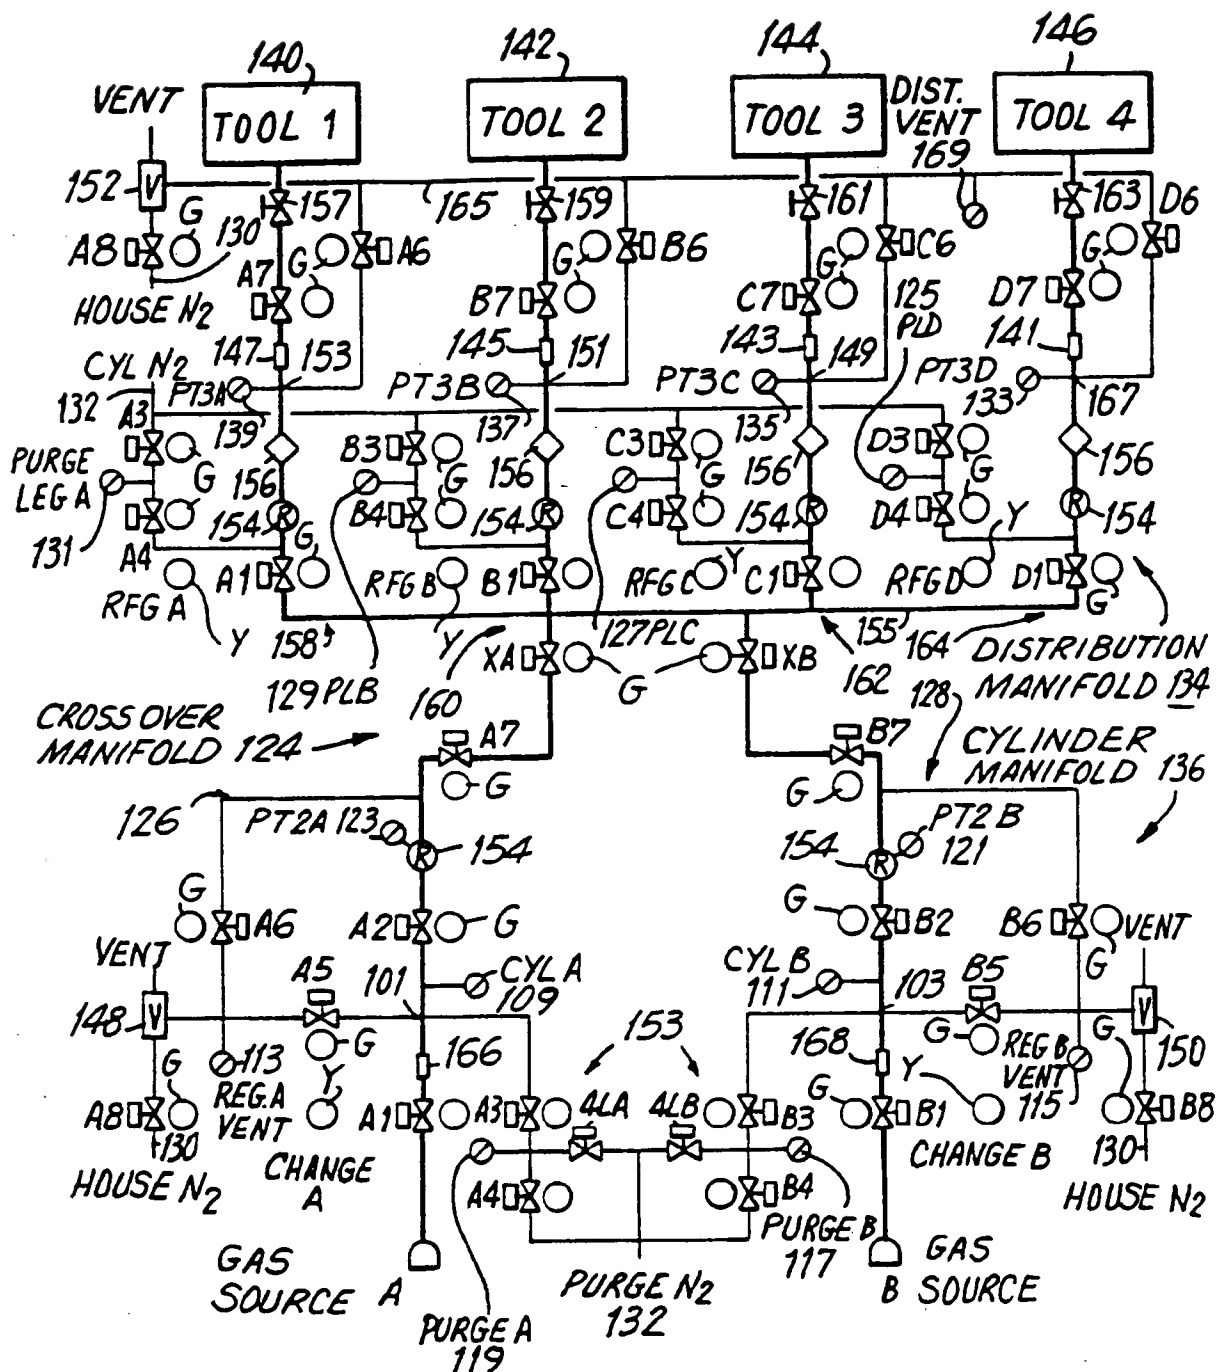 140
142
144
146
VENT
TOOL 1
TOOL 2
TOOL 3
DIST. VENT
169
TOOL 4
152
V
157
165
159
161
163
D6
A8
G
130
A7
G
A6
G
B6
G
C6
G
HOUSE N2
B7
C7
125
PLD
D7
CYL N2
147
153
145
151
143
149
141
132
PT3A
PT3B
PT3C
PT3D
133
167
A3
139
137
135
G
B3
C3
D3
PURGE LEG A
G
156
G
156
G
156
G
156
131
A4
154
R
B4
154
R
C4
154
R
D4
Y
R
154
G
RFG A
A1
RFG B
B1
RFG C
Y
C1
RFG D
D1
G
Y
158
Y
127 PLC
155
164
DISTRIBUTION MANIFOLD 134
129 PLB
160
XA
G
XB
162
128
CROSSOVER MANIFOLD 124
A7
B7
CYLINDER MANIFOLD 136
G
G
126
PT2A 123
R
154
154
R
PT2B
121
G
A6
A2
G
G
B2
B6
G
VENT
VENT
A5
101
CYL A
109
CYL B
111
103
B5
148
V
G
153
G
G
V
150
113
REG. A VENT
166
168
REG B VENT
115
G
Y
Y
A8
130
A1
A3
4LA
4LB
B3
G
B1
B8
130
HOUSE N2
CHANGE A
A4
B4
CHANGE B
HOUSE N2
PURGE B
117
GAS SOURCE A
PURGE N2
132
B
GAS SOURCE
PURGE A
119